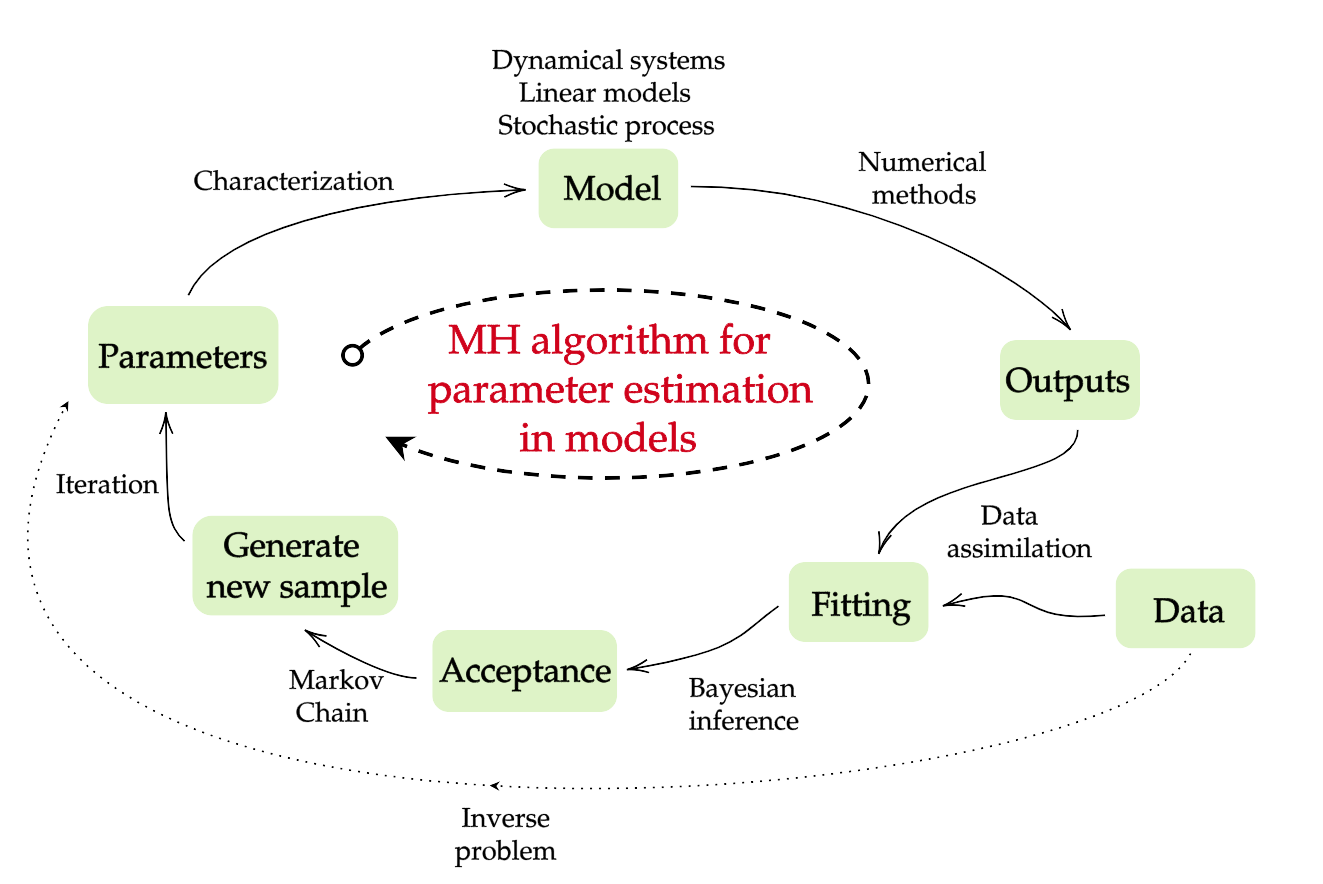 Dynamical systems
Linear models
Stochastic process
Characterization
Model
Numerical
methods
Parameters
MH algorithm for
parameter estimation
in models
Outputs
Iteration
Data
assimilation
Generate
new sample
Fitting
Data
Acceptance
Markov
Chain
Bayesian
inference
Inverse
problem